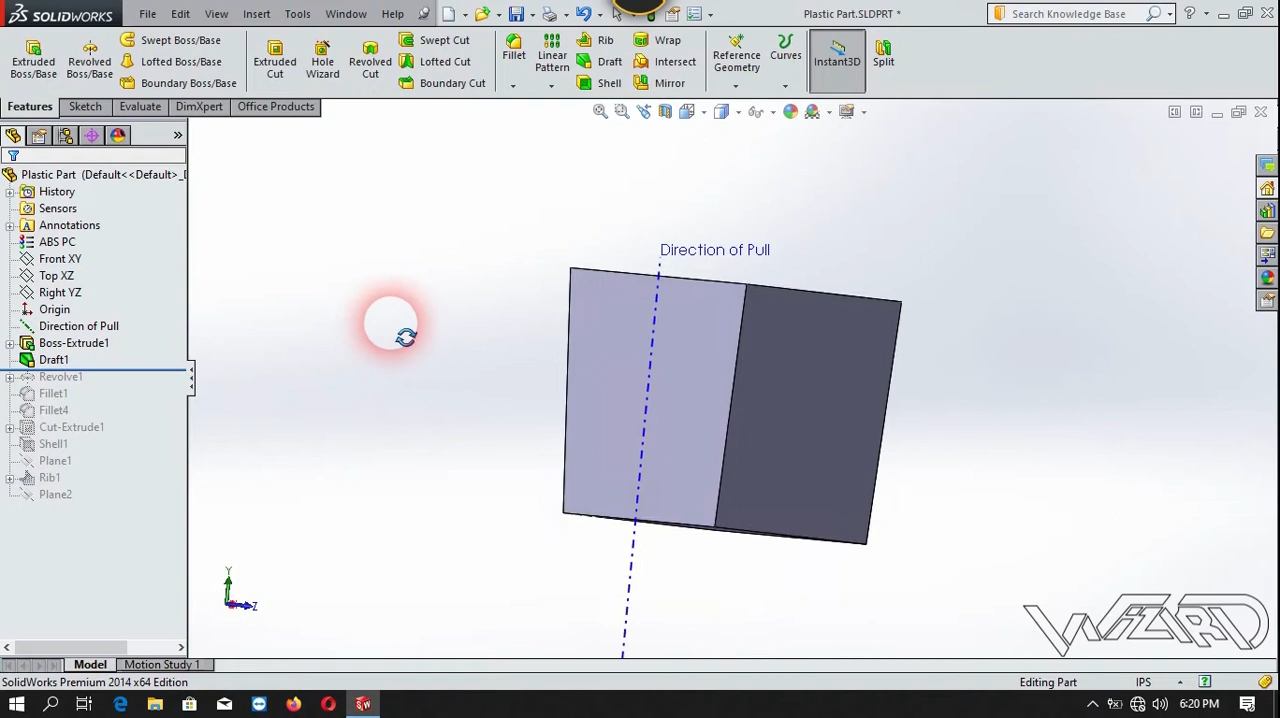 SOLIDWORKS File Edit View Insert Tools Window Help Plastic Part.SLDPRT * Search Knowledge Base
Extruded Boss/Base
Revolved Boss/Base
Swept Boss/Base
Lofted Boss/Base
Boundary Boss/Base
Extruded Cut
Hole Wizard
Revolved Cut
Swept Cut
Lofted Cut
Boundary Cut
Fillet
Linear Pattern
Rib
Draft
Shell
Wrap
Intersect
Mirror
Reference Geometry
Curves
Instant3D
Split
Features Sketch Evaluate DimXpert Office Products
Plastic Part (Default<<Default>_D
History
Sensors
Annotations
ABS PC
Front XY
Top XZ
Right YZ
Origin
Direction of Pull
Boss-Extrude1
Draft1
Revolve1
Fillet1
Fillet4
Cut-Extrude1
Shell1
Plane1
Rib1
Plane2
Direction of Pull
Y
Z
WIZARD
Model Motion Study 1
SolidWorks Premium 2014 x64 Edition Editing Part IPS
6:20 PM